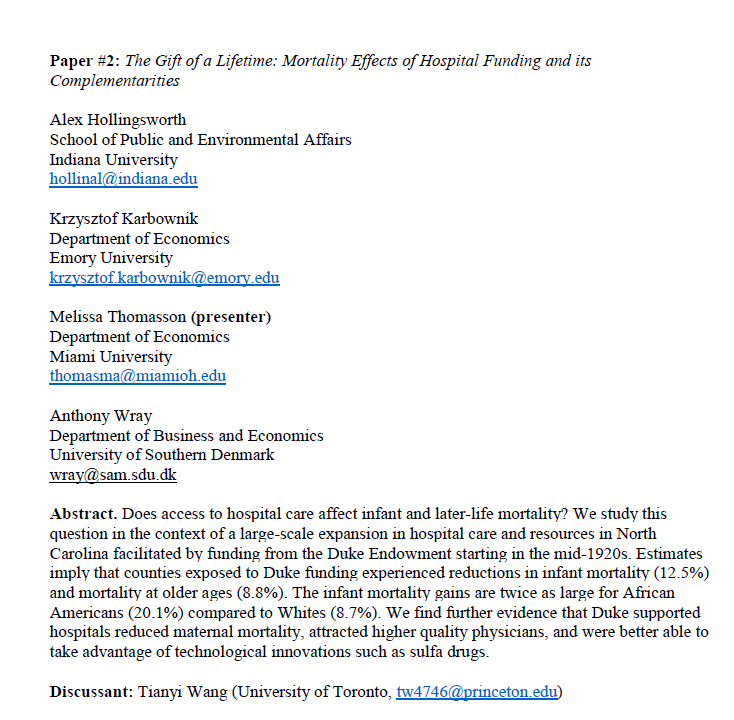 Paper #2: The Gift of a Lifetime: Mortality Effects of Hospital Funding and its
Complementarities
Alex Hollingsworth
School of Public and Environmental Affairs
Indiana University
hollinal@indiana.edu
Krzysztof Karbownik
Department of Economics
Emory University
krzysztof.karbownik@emory.edu
Melissa Thomasson (presenter)
Department of Economics
Miami University
thomasma@miamioh.edu
Anthony Wray
Department of Business and Economics
University of Southern Denmark
wray@sam.sdu.dk
Abstract. Does access to hospital care affect infant and later-life mortality? We study this
question in the context of a large-scale expansion in hospital care and resources in North
Carolina facilitated by funding from the Duke Endowment starting in the mid-1920s. Estimates
imply that counties exposed to Duke funding experienced reductions in infant mortality (12.5%)
and mortality at older ages (8.8%). The infant mortality gains are twice as large for African
Americans (20.1%) compared to Whites (8.7%). We find further evidence that Duke supported
hospitals reduced maternal mortality, attracted higher quality physicians, and were better able to
take advantage of technological innovations such as sulfa drugs.
Discussant: Tianyi Wang (University of Toronto, tw4746@princeton.edu)